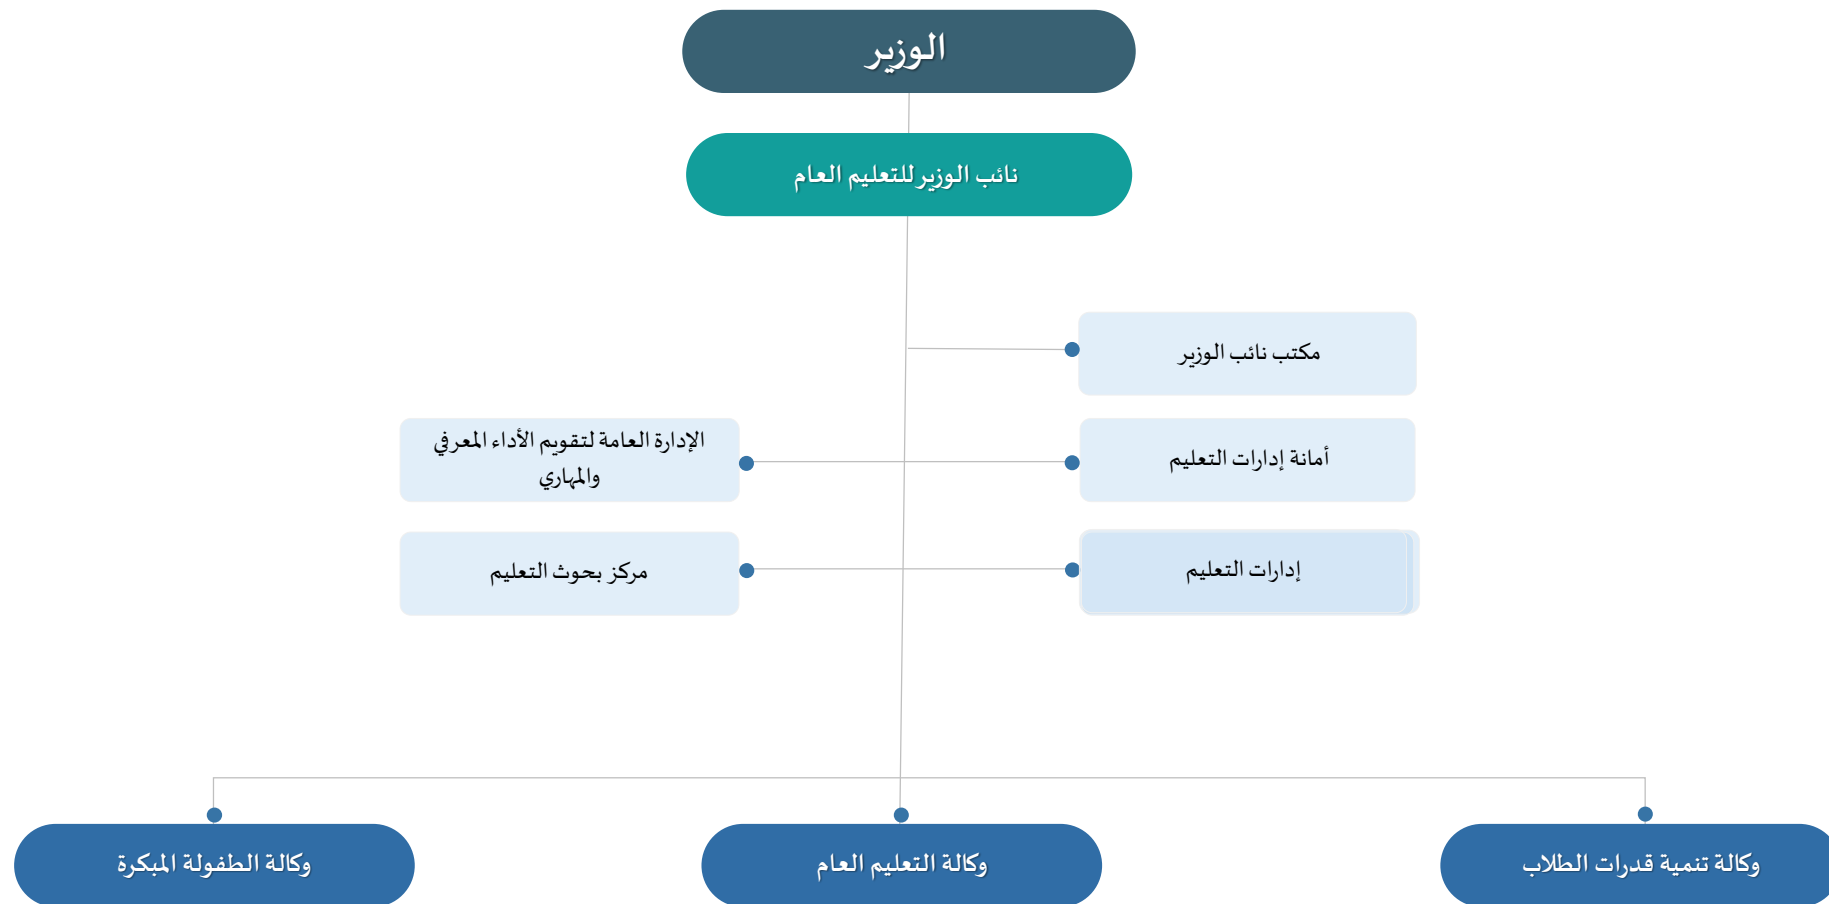 الوزير
نائب الوزير للتعليم العام
مكتب نائب الوزير
أمانة إدارات التعليم
الإدارة العامة لتقويم الأداء المعرفي
والمهاري
إدارات التعليم
مركز بحوث التعليم
وكالة تنمية قدرات الطلاب
وكالة التعليم العام
وكالة الطفولة المبكرة